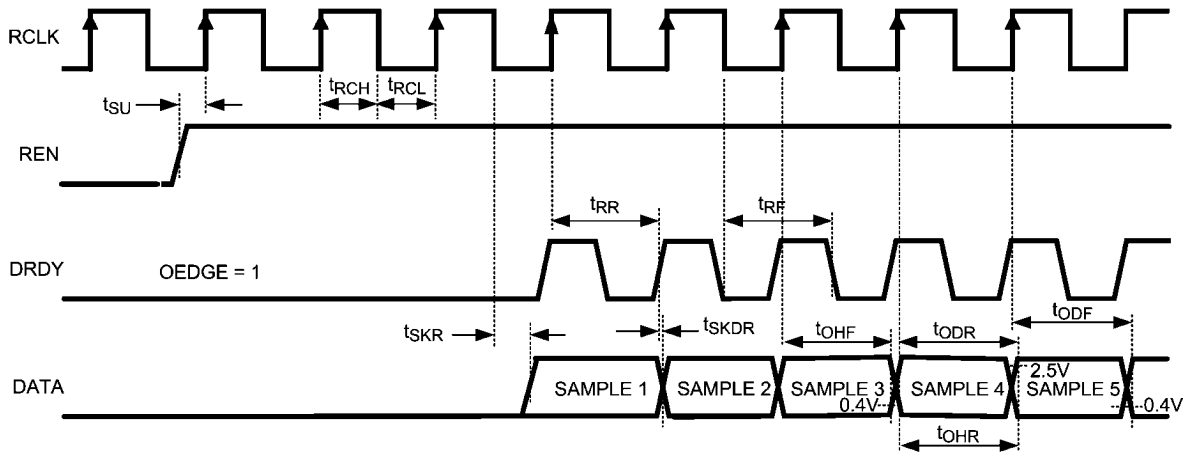 RCLK
tRCH
tRCL
tSU
REN
tRR
tRF
DRDY
OEDGE = 1
tSKR
tSKDR
tOHF
tODR
tODF
DATA
SAMPLE 1
SAMPLE 2
SAMPLE 3
SAMPLE 4
SAMPLE 5
2.5V
0.4V
0.4V
tOHR